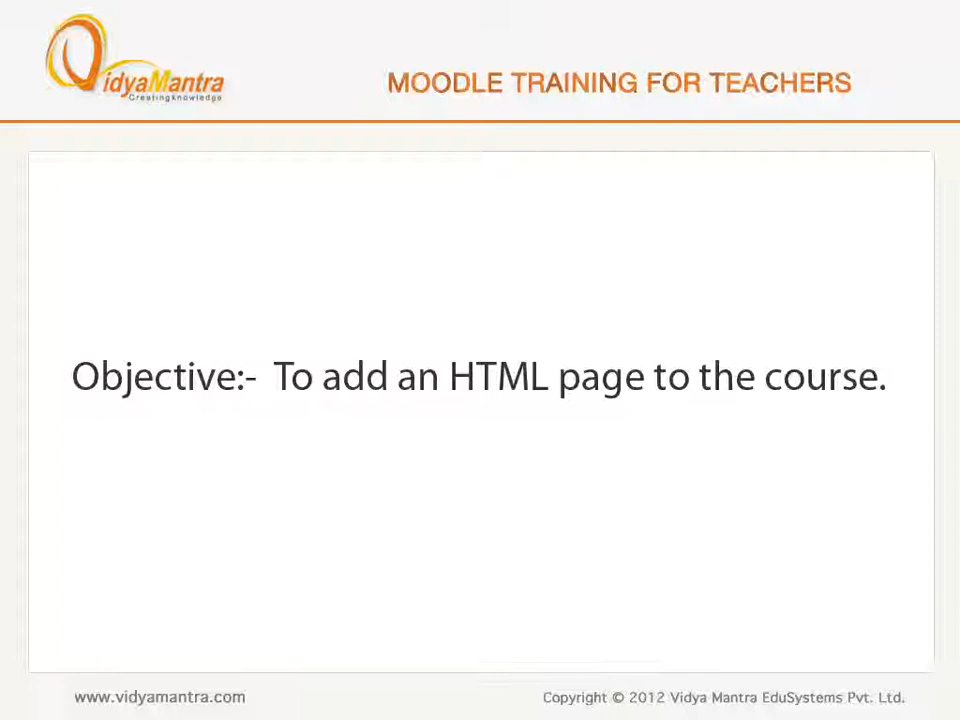 VidyaMantra
Creating knowledge
MOODLE TRAINING FOR TEACHERS
Objective:- To add an HTML page to the course.
www.vidyamantra.com
Copyright © 2012 Vidya Mantra EduSystems Pvt. Ltd.